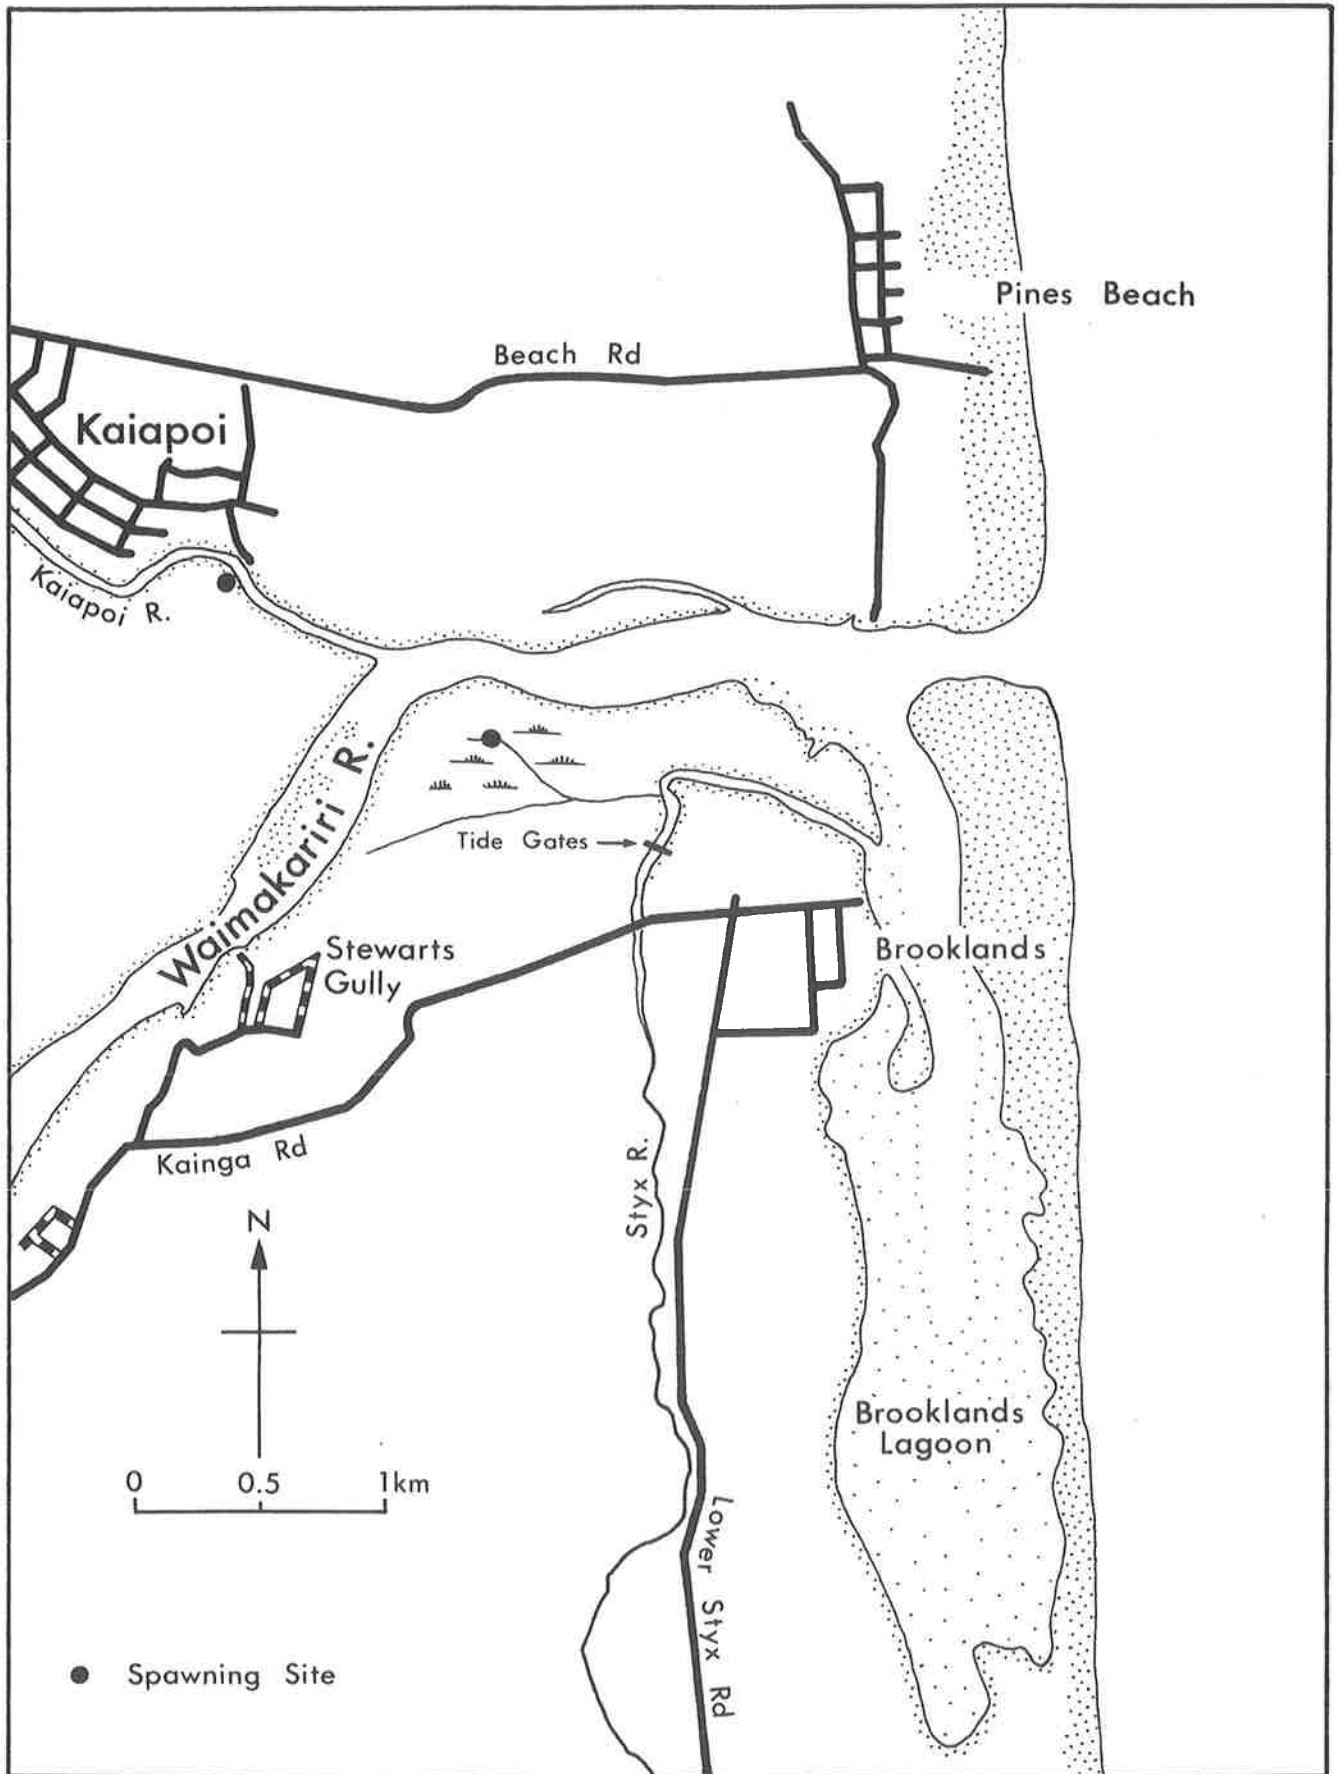 Pines Beach
Beach Rd
Kaiapoi
Kaiapoi R.
Waimakariri R.
Tide Gates
Stewarts
Gully
Brooklands
Kainga Rd
Styx R.
N
Brooklands
Lagoon
0 0.5 1km
Lower Styx Rd
Spawning Site